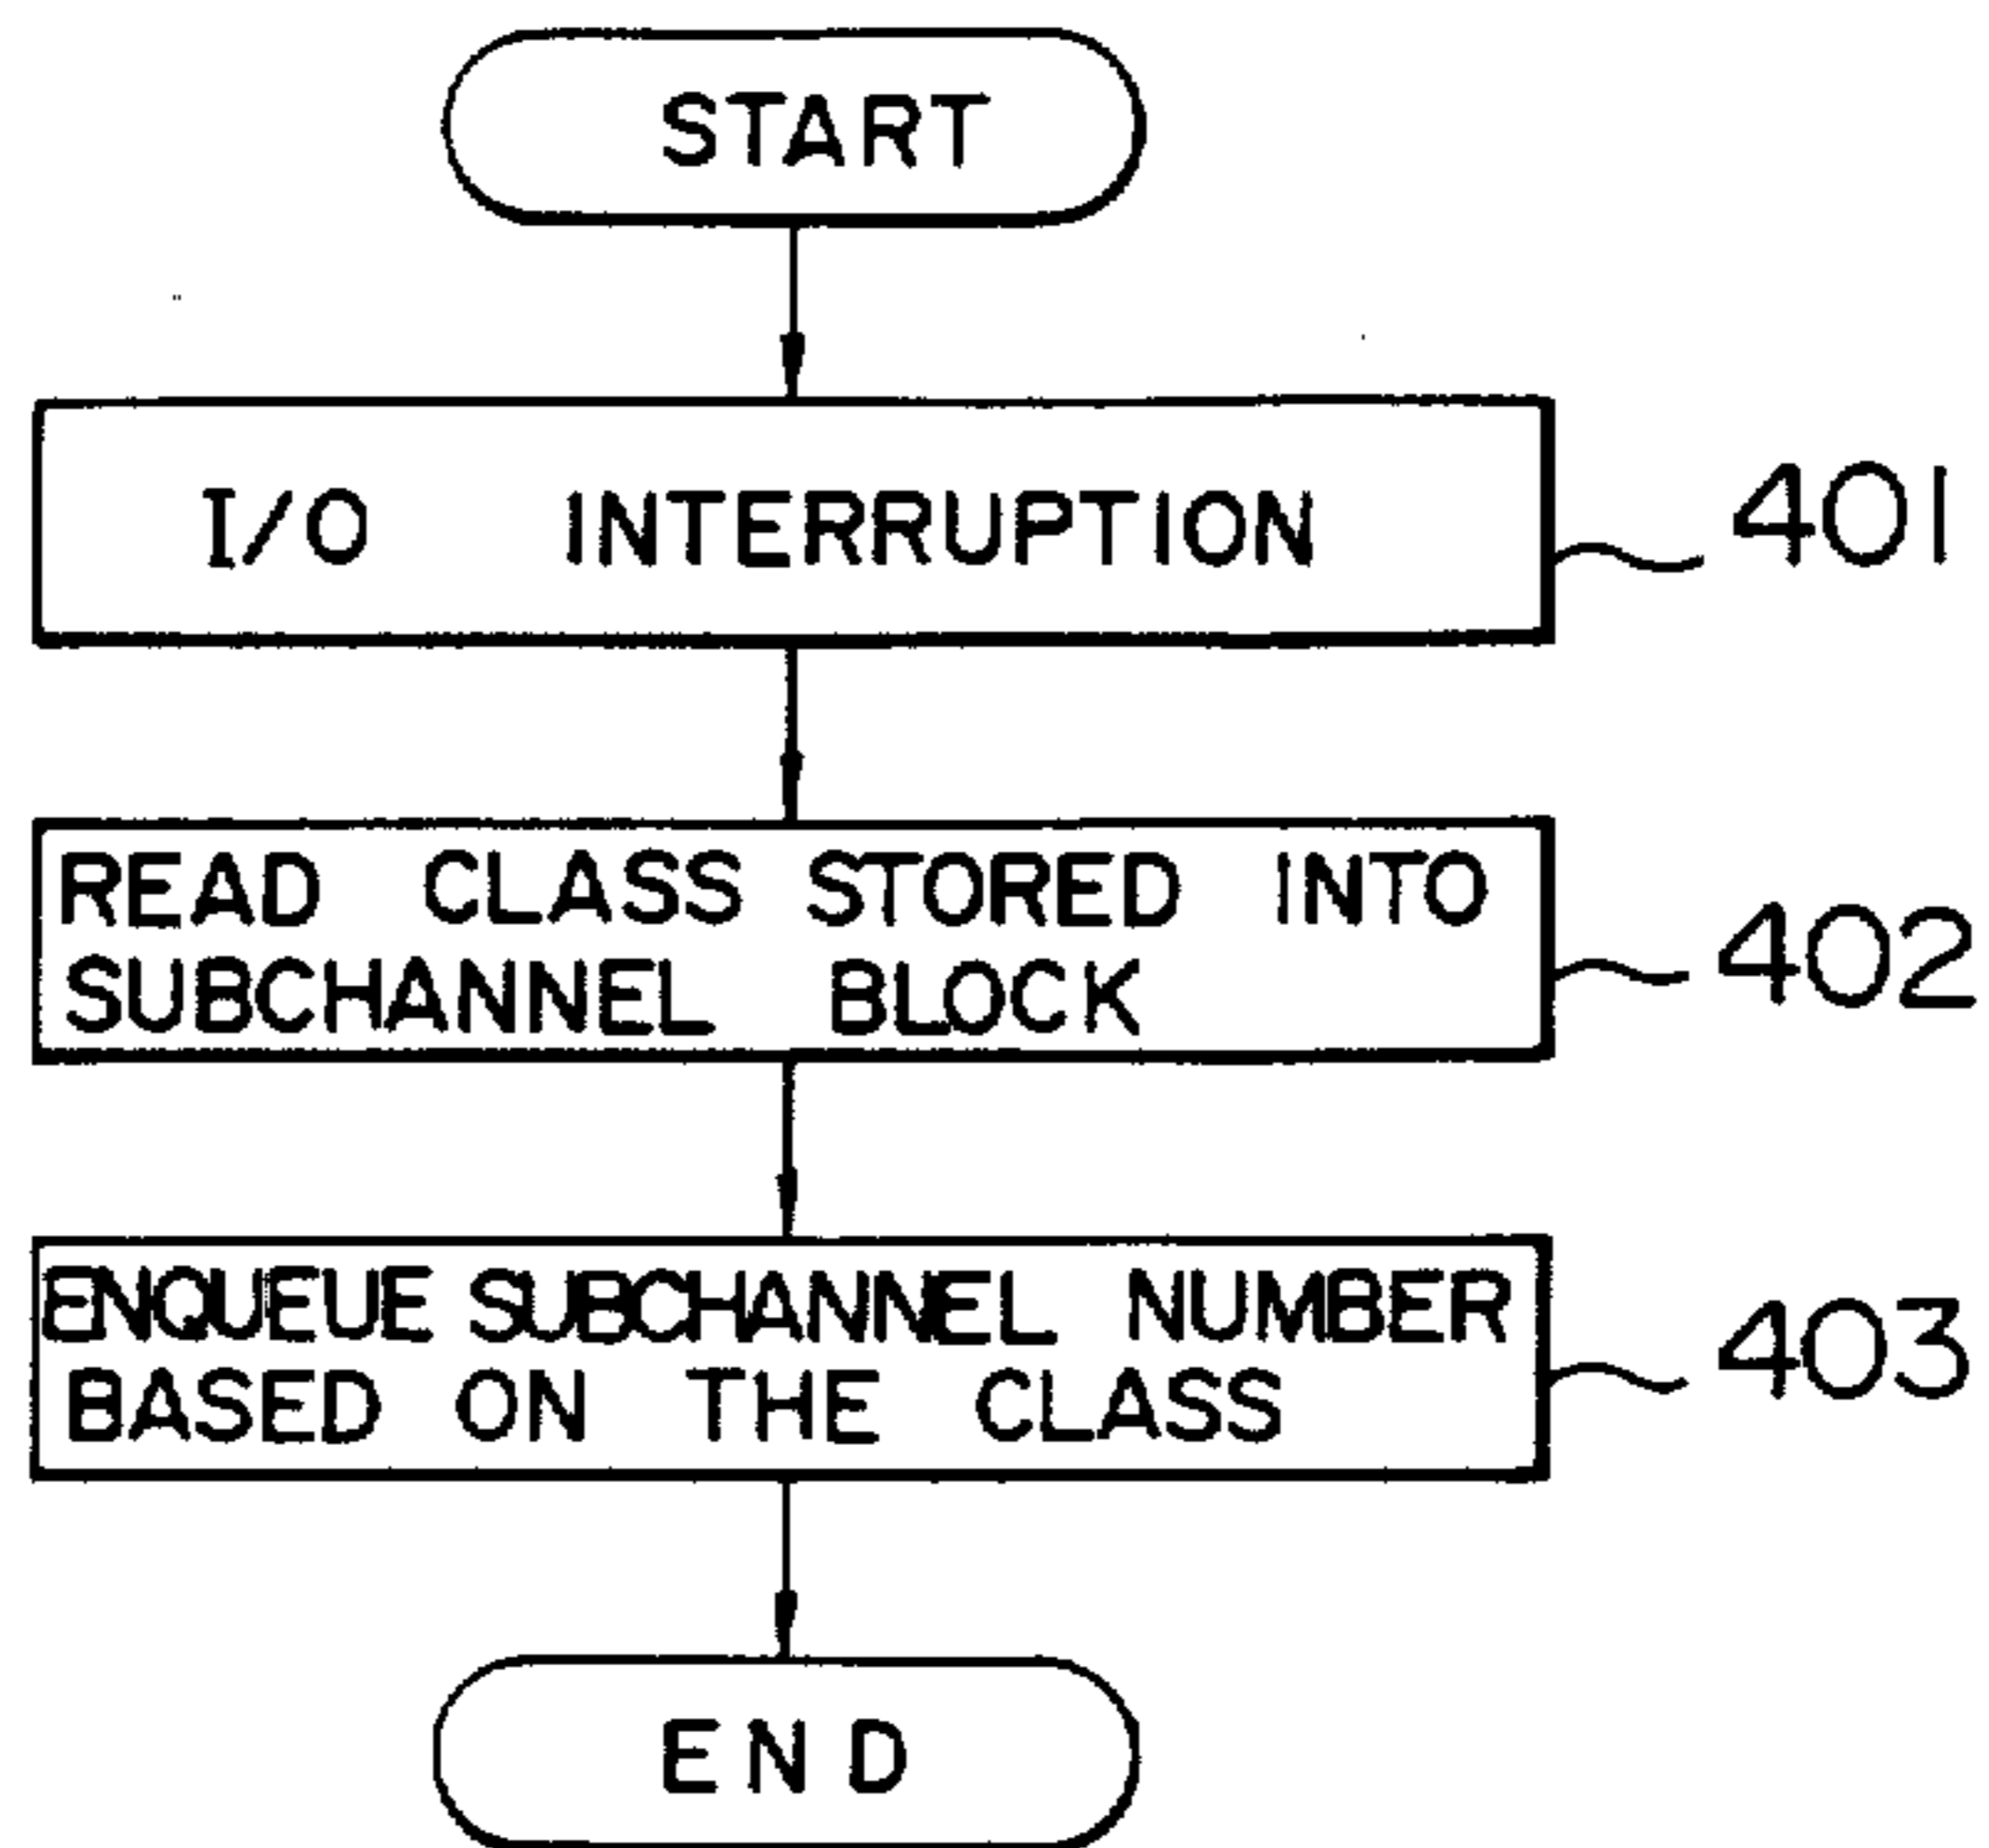 START
I/O INTERRUPTION
401
READ CLASS STORED INTO
SUBCHANNEL BLOCK
402
ENQUEUE SUBCHANNEL NUMBER
BASED ON THE CLASS
403
END